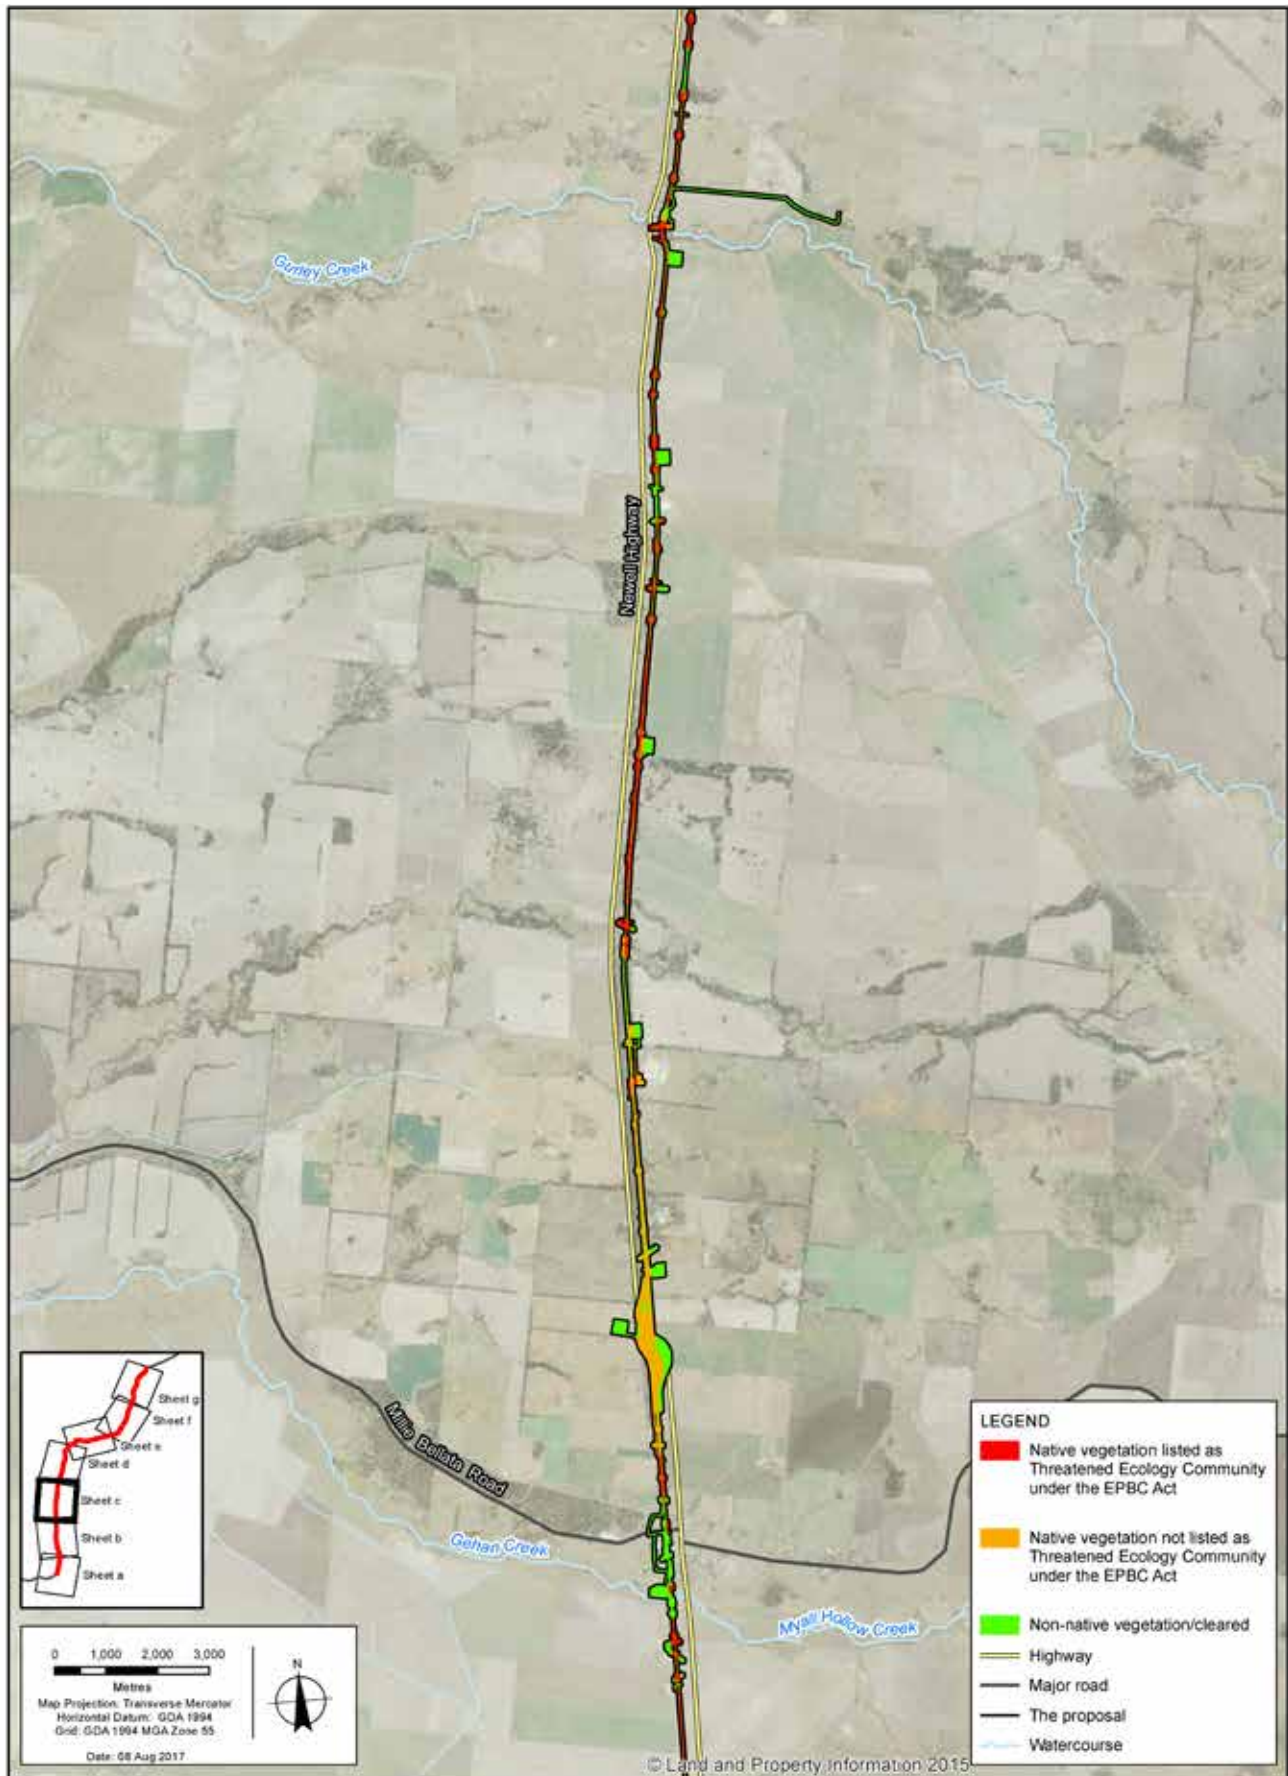 Gurley Creek
Newell Highway
Millie Bellata Road
Gehan Creek
Myall Hollow Creek
Sheet g
Sheet f
Sheet e
Sheet d
Sheet c
Sheet b
Sheet a
0 1,000 2,000 3,000
Metres
Map Projection: Transverse Mercator
Horizontal Datum: GDA 1994
Grid: GDA 1994 MGA Zone 55
Date: 08 Aug 2017
N
LEGEND
Native vegetation listed as
Threatened Ecology Community
under the EPBC Act
Native vegetation not listed as
Threatened Ecology Community
under the EPBC Act
Non-native vegetation/cleared
Highway
Major road
The proposal
Watercourse
© Land and Property Information 2015